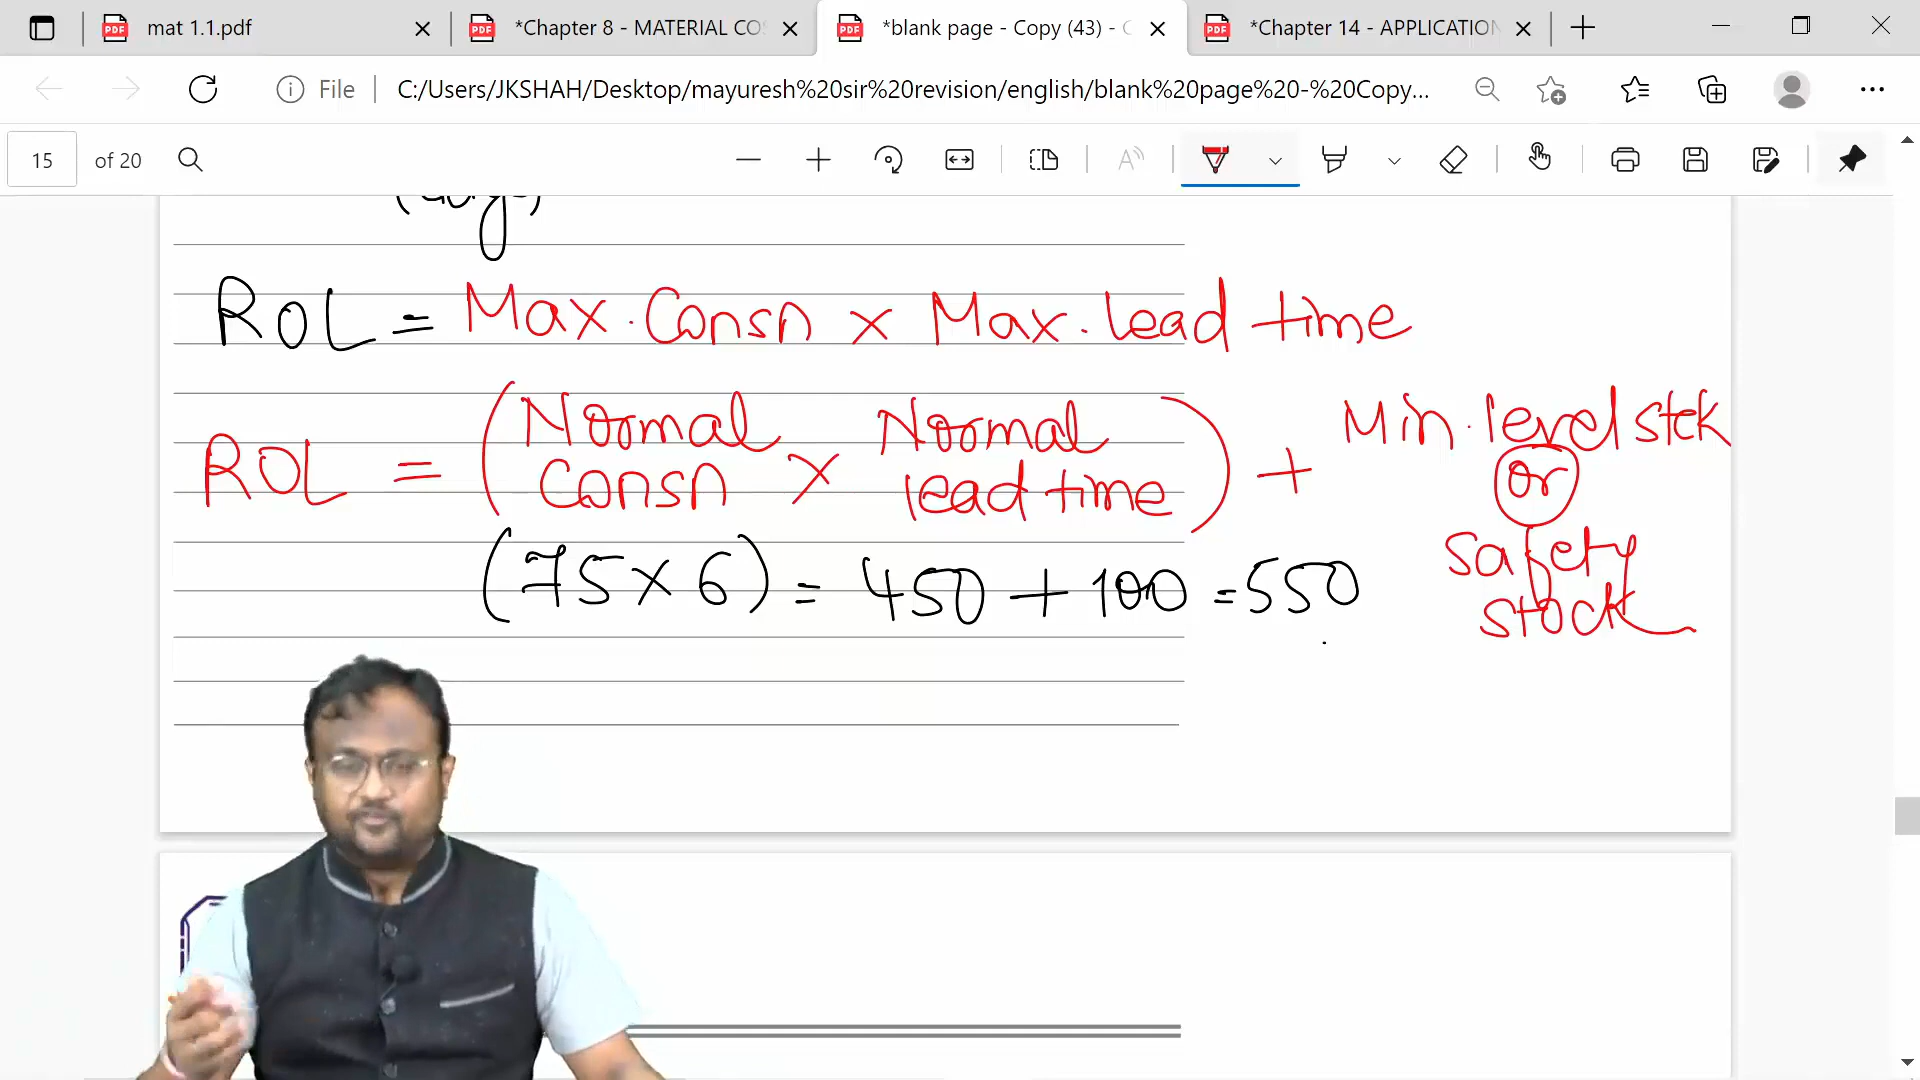 mat 1.1.pdf
*Chapter 8 - MATERIAL COS
*blank page - Copy (43) - C
*Chapter 14 - APPLICATION
File
C:/Users/JKSHAH/Desktop/mayuresh%20sir%20revision/english/blank%20page%20-%20Copy...
15 of 20
ROL = Max. Consn x Max. lead time
ROL = (Normal Consn x Normal lead time) + Min. level stck or safety stock
(75 x 6) = 450 + 100 = 550